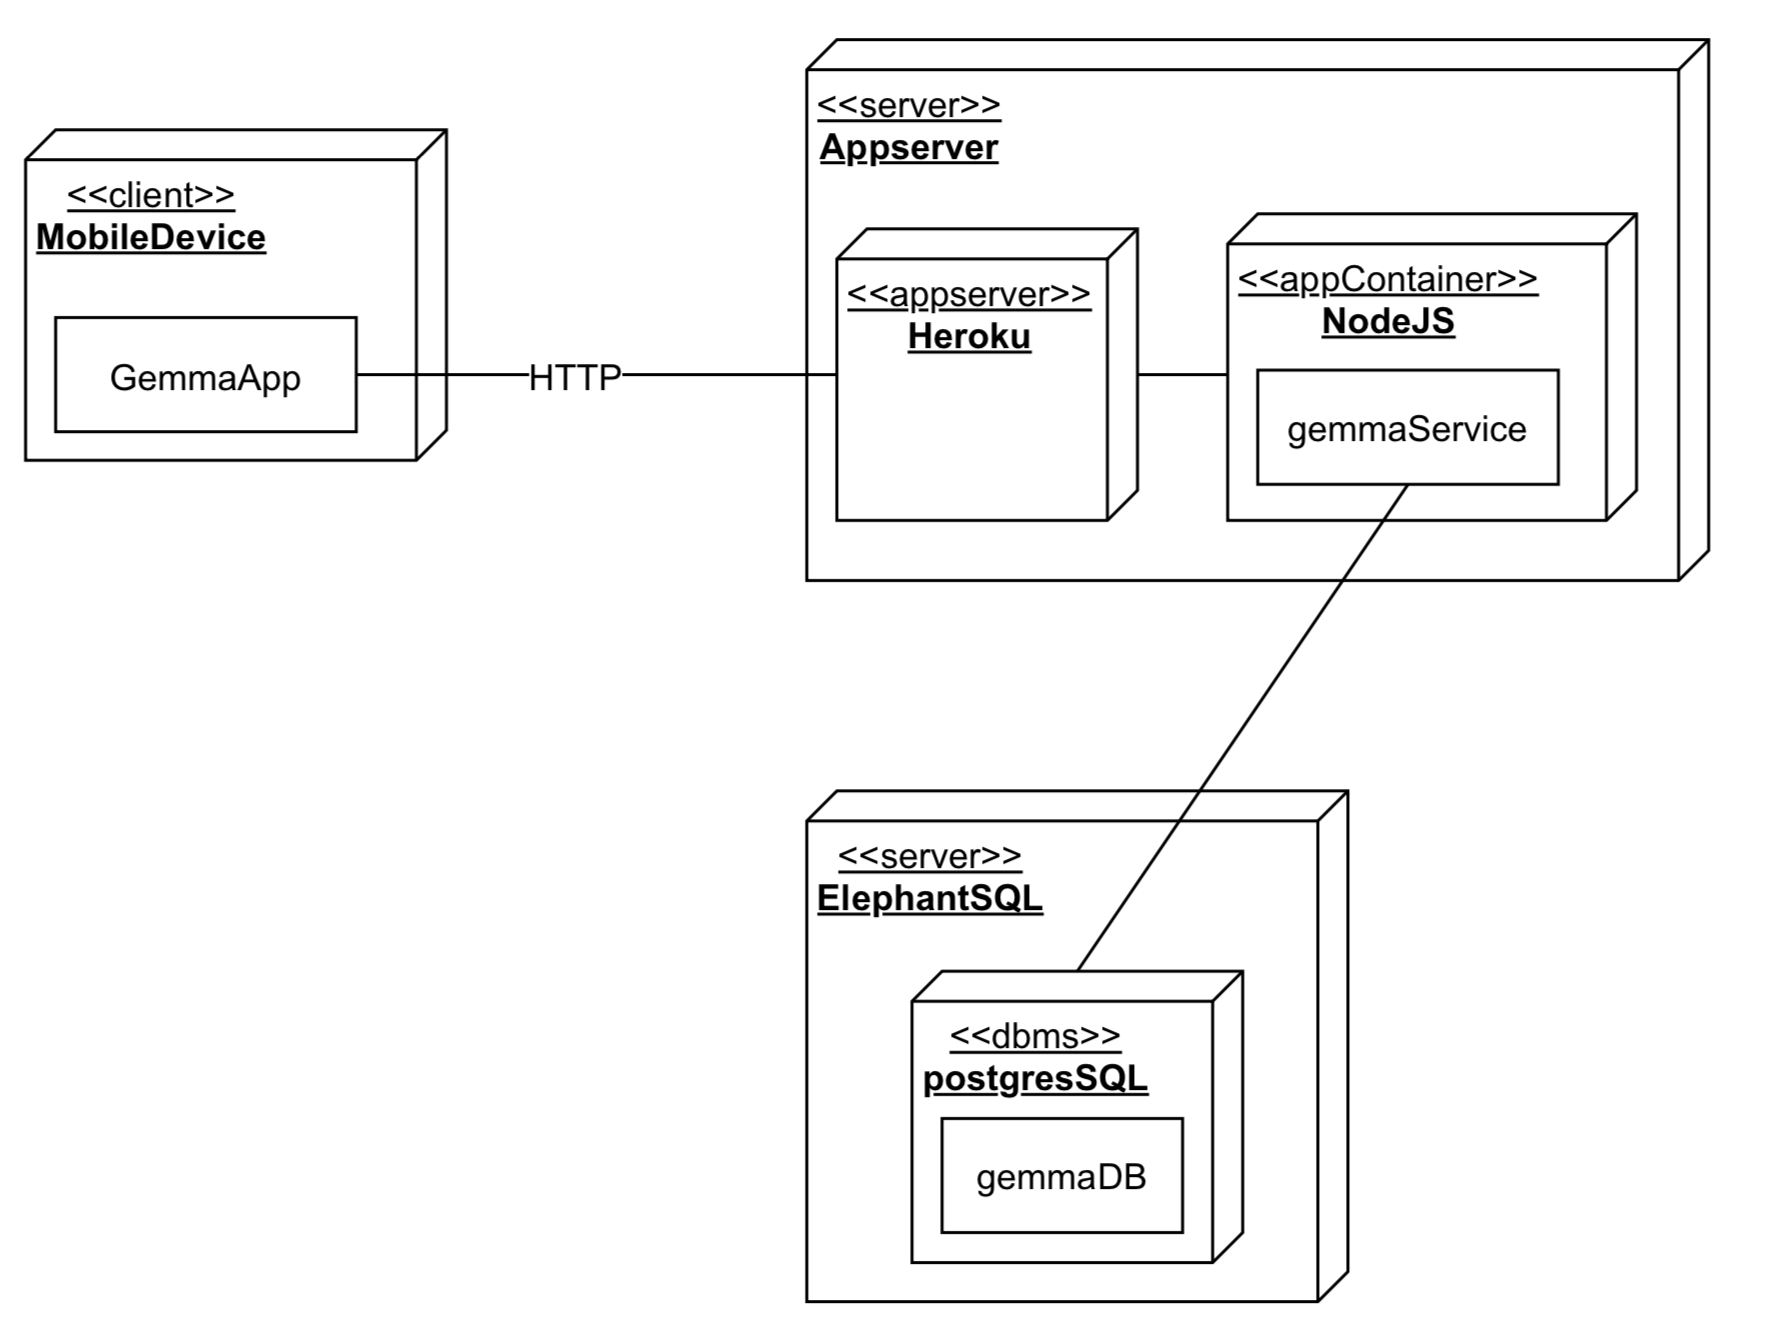 <<client>>
MobileDevice
GemmaApp
HTTP
<<server>>
Appserver
<<appserver>>
Heroku
<<appContainer>>
NodeJS
gemmaService
<<server>>
ElephantSQL
<<dbms>>
postgresSQL
gemmaDB